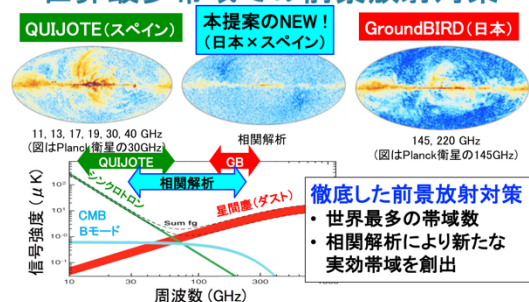 QUIJOTE(スペイン)
本提案のNEW!
(日本×スペイン)
GroundBIRD(日本)
11, 13, 17, 19, 30, 40 GHz
(図はPlanck衛星の30GHz)
相関解析
145, 220 GHz
(図はPlanck衛星の145GHz)
QUIJOTE
GB
シンクロトロン
相関解析
星間塵(ダスト)
Sum fg
CMB
Bモード
信号強度(μK)
10
100
周波数(GHz)
徹底した前景放射対策
• 世界最多の帯域数
• 相関解析により新たな
実効帯域を創出